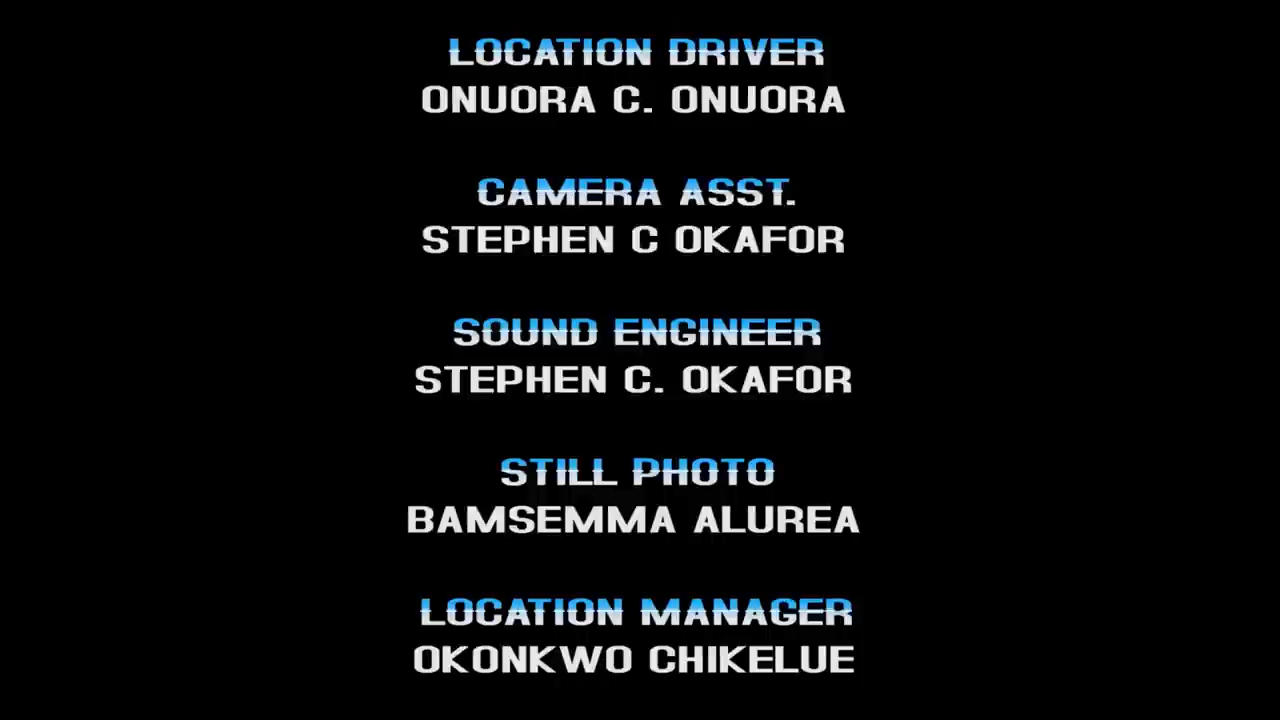 LOCATION DRIVER
ONUORA C. ONUORA
CAMERA ASST.
STEPHEN C OKAFOR
SOUND ENGINEER
STEPHEN C. OKAFOR
STILL PHOTO
BAMSEMMA ALUREA
LOCATION MANAGER
OKONKWO CHIKELUE